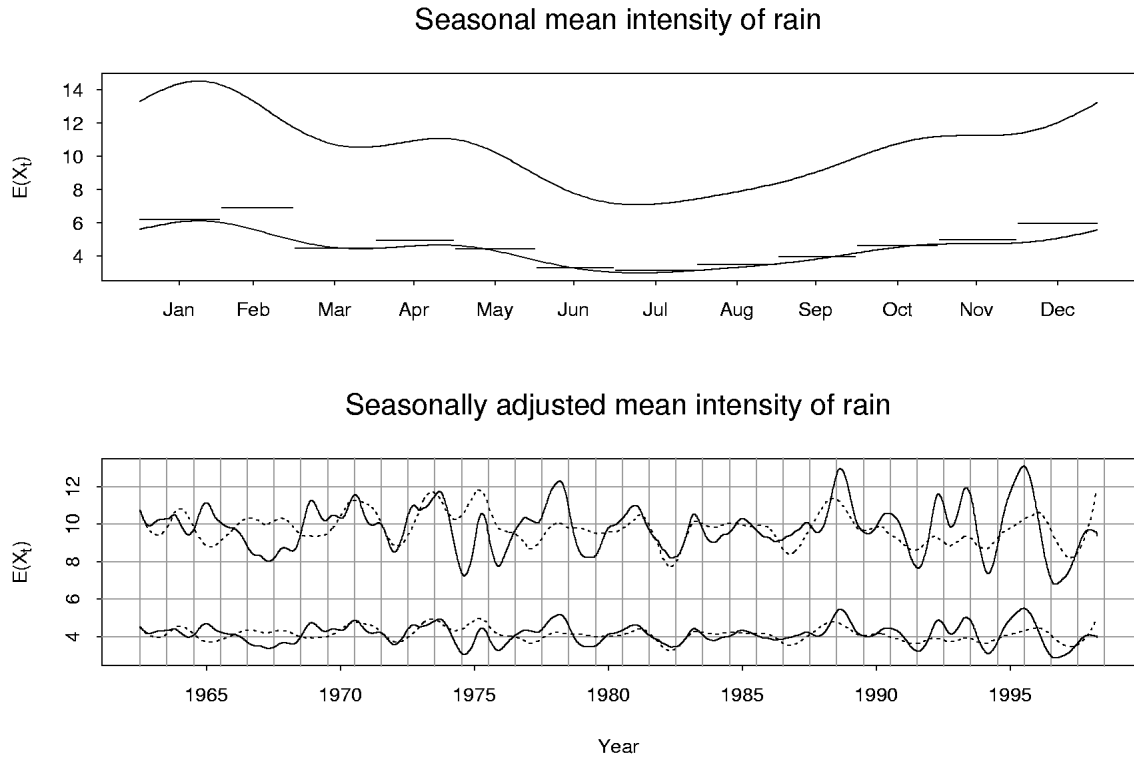 Seasonal mean intensity of rain
14
12
10
8
6
4
E(Xt)
Jan Feb Mar Apr May Jun Jul Aug Sep Oct Nov Dec
Seasonally adjusted mean intensity of rain
12
10
8
6
4
E(Xt)
1965 1970 1975 1980 1985 1990 1995
Year